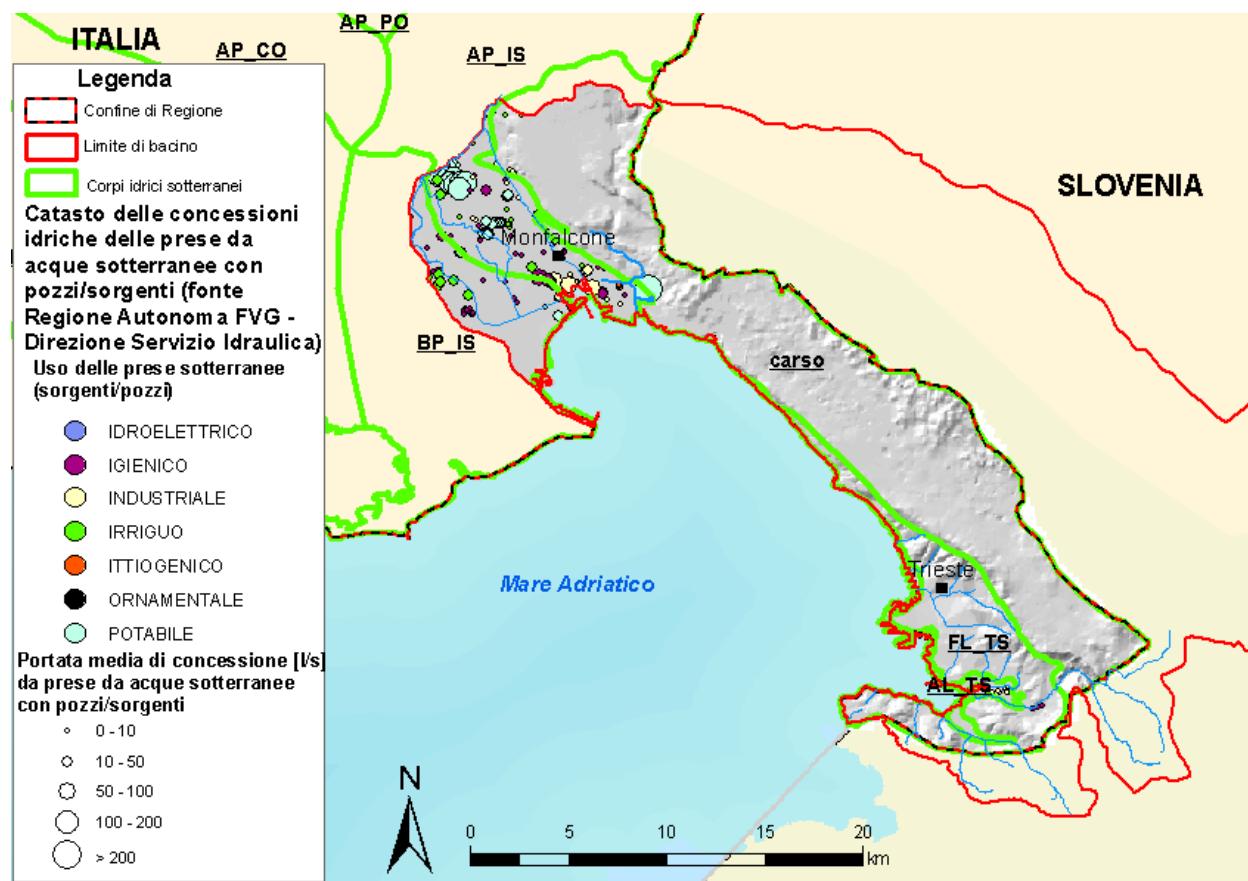 ITALIA
AP_PO
AP_CO
AP_IS
Legenda
Confine di Regione
Limite di bacino
Corpi idrici sotterranei
Catasto delle concessioni
idriche delle prese da
acque sotterranee con
pozzi/sorgenti (fonte
Regione Autonoma FVG -
Direzione Servizio Idraulica)
Uso delle prese sotterranee
(sorgenti/pozzi)
IDROELETTRICO
IGIENICO
INDUSTRIALE
IRRIGUO
ITTIOGENICO
ORNAMENTALE
POTABILE
Portata media di concessione [l/s]
da prese da acque sotterranee
con pozzi/sorgenti
0 - 10
10 - 50
50 - 100
100 - 200
> 200
SLOVENIA
Monfalcone
BP_IS
carso
Mare Adriatico
Trieste
FL_TS
AL_TS
N
0 5 10 15 20
km